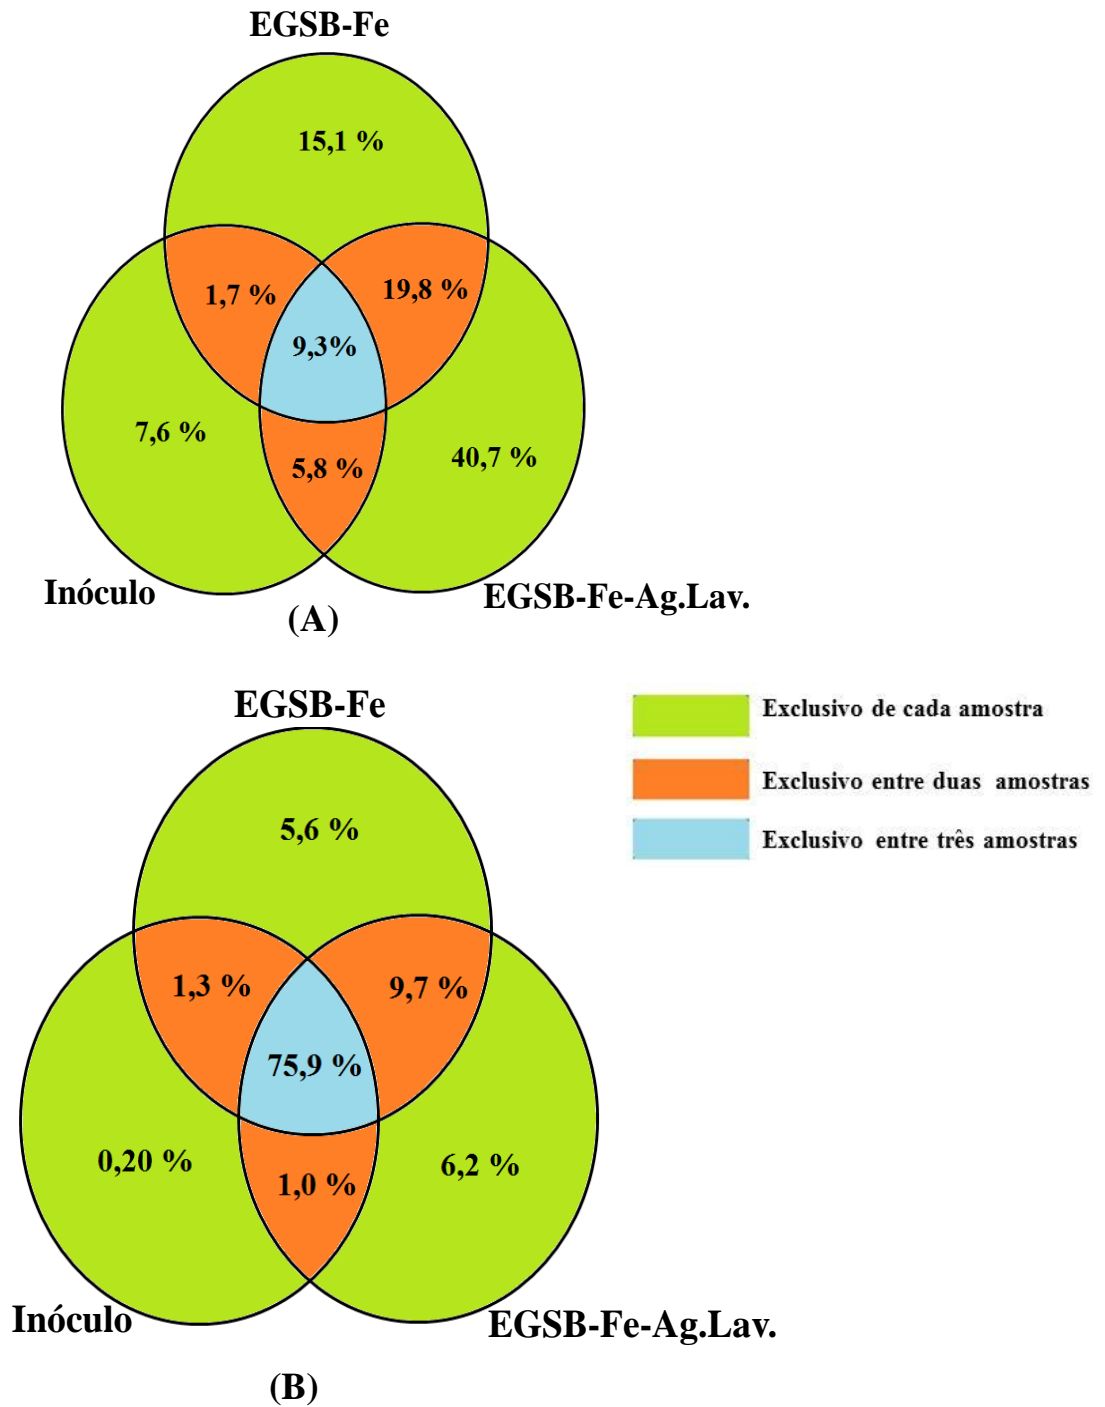 EGSB-Fe
15,1 %
1,7 %
19,8 %
9,3%
7,6 %
5,8 %
40,7 %
Inóculo
EGSB-Fe-Ag.Lav.
(A)
EGSB-Fe
Exclusivo de cada amostra
Exclusivo entre duas amostras
Exclusivo entre três amostras
5,6 %
1,3 %
9,7 %
75,9 %
0,20 %
1,0 %
6,2 %
Inóculo
EGSB-Fe-Ag.Lav.
(B)